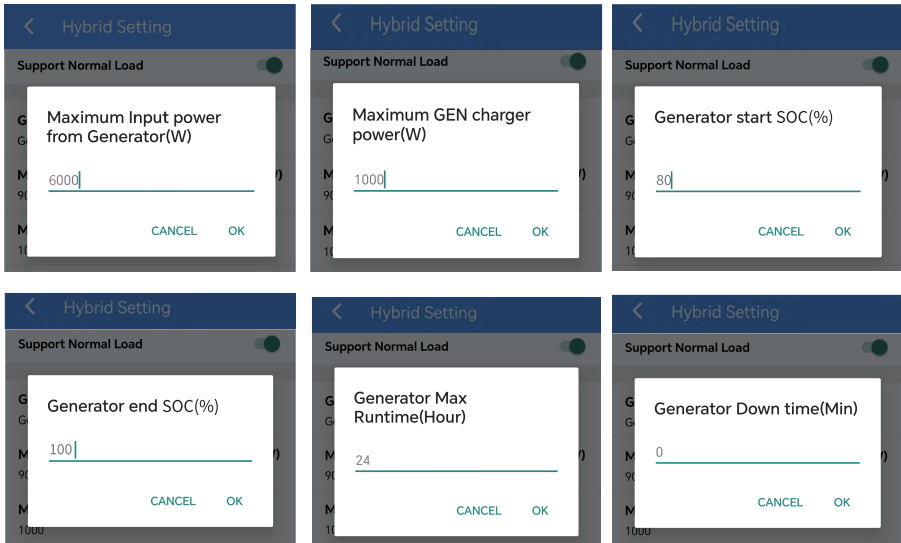 Hybrid Setting
Support Normal Load
Maximum Input power
from Generator(W)
6000
CANCEL OK
Hybrid Setting
Support Normal Load
Maximum GEN charger
power(W)
1000
CANCEL OK
Hybrid Setting
Support Normal Load
Generator start SOC(%)
80
CANCEL OK
Hybrid Setting
Support Normal Load
Generator end SOC(%)
100
CANCEL OK
1000
Hybrid Setting
Support Normal Load
Generator Max
Runtime(Hour)
24
CANCEL OK
Hybrid Setting
Support Normal Load
Generator Down time(Min)
0
CANCEL OK
1000